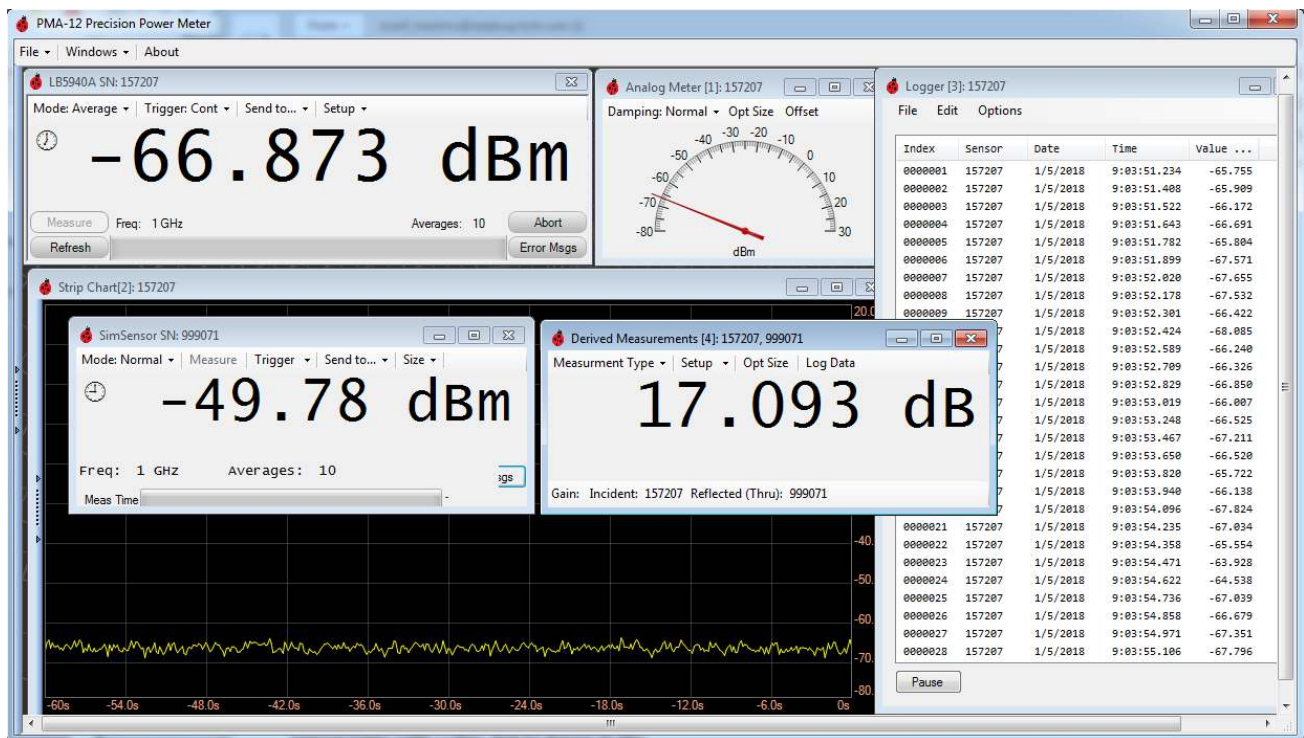 PMA-12 Precision Power Meter
File Windows About
LB5940A SN: 157207
Mode: Average Trigger: Cont Send to... Setup
-66.873 dBm
Measure Freq: 1 GHz Averages: 10 Abort
Refresh Error Msgs
Analog Meter [1]: 157207
Damping: Normal Opt Size Offset
-80 -70 -60 -50 -40 -30 -20 -10 0 10 20 30
dBm
Logger [3]: 157207
File Edit Options
Index Sensor Date Time Value ...
0000001 157207 1/5/2018 9:03:51.234 -65.755
0000002 157207 1/5/2018 9:03:51.408 -65.909
0000003 157207 1/5/2018 9:03:51.522 -66.172
0000004 157207 1/5/2018 9:03:51.643 -66.691
0000005 157207 1/5/2018 9:03:51.782 -65.804
0000006 157207 1/5/2018 9:03:51.899 -67.571
0000007 157207 1/5/2018 9:03:52.020 -67.655
0000008 157207 1/5/2018 9:03:52.178 -67.532
0000009 157207 1/5/2018 9:03:52.301 -66.422
7 1/5/2018 9:03:52.424 -68.085
7 1/5/2018 9:03:52.589 -66.240
7 1/5/2018 9:03:52.709 -66.326
7 1/5/2018 9:03:52.829 -66.850
7 1/5/2018 9:03:53.019 -66.007
7 1/5/2018 9:03:53.248 -66.525
7 1/5/2018 9:03:53.467 -67.211
7 1/5/2018 9:03:53.650 -66.520
7 1/5/2018 9:03:53.820 -65.722
7 1/5/2018 9:03:53.940 -66.138
7 1/5/2018 9:03:54.096 -67.824
0000021 157207 1/5/2018 9:03:54.235 -67.034
0000022 157207 1/5/2018 9:03:54.358 -65.554
0000023 157207 1/5/2018 9:03:54.471 -63.928
0000024 157207 1/5/2018 9:03:54.622 -64.538
0000025 157207 1/5/2018 9:03:54.736 -67.039
0000026 157207 1/5/2018 9:03:54.858 -66.679
0000027 157207 1/5/2018 9:03:54.971 -67.351
0000028 157207 1/5/2018 9:03:55.106 -67.796
Pause
Strip Chart[2]: 157207
20.0
SimSensor SN: 999071
Mode: Normal Measure Trigger Send to... Size
-49.78 dBm
Freq: 1 GHz Averages: 10
sgs
Meas Time -
Derived Measurements [4]: 157207, 999071
Measurment Type Setup Opt Size Log Data
17.093 dB
Gain: Incident: 157207 Reflected (Thru): 999071
-40.
-50.
-60.
-70.
-80.
-60s -54.0s -48.0s -42.0s -36.0s -30.0s -24.0s -18.0s -12.0s -6.0s 0s